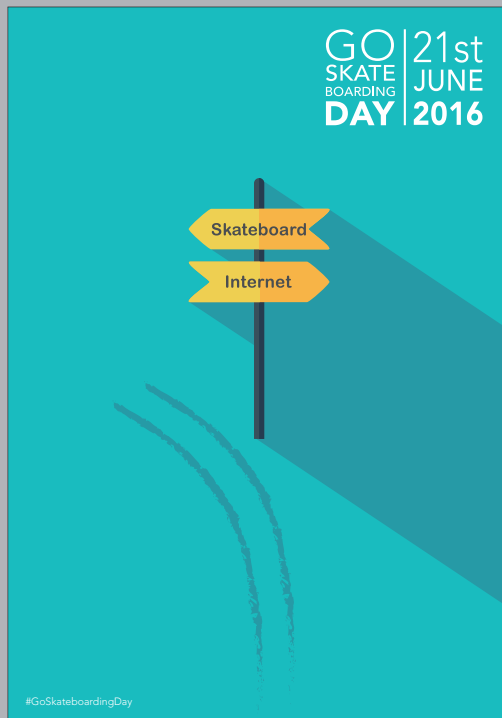 GO
SKATE
BOARDING
DAY
21st
JUNE
2016
Skateboard
Internet
#GoSkateboardingDay